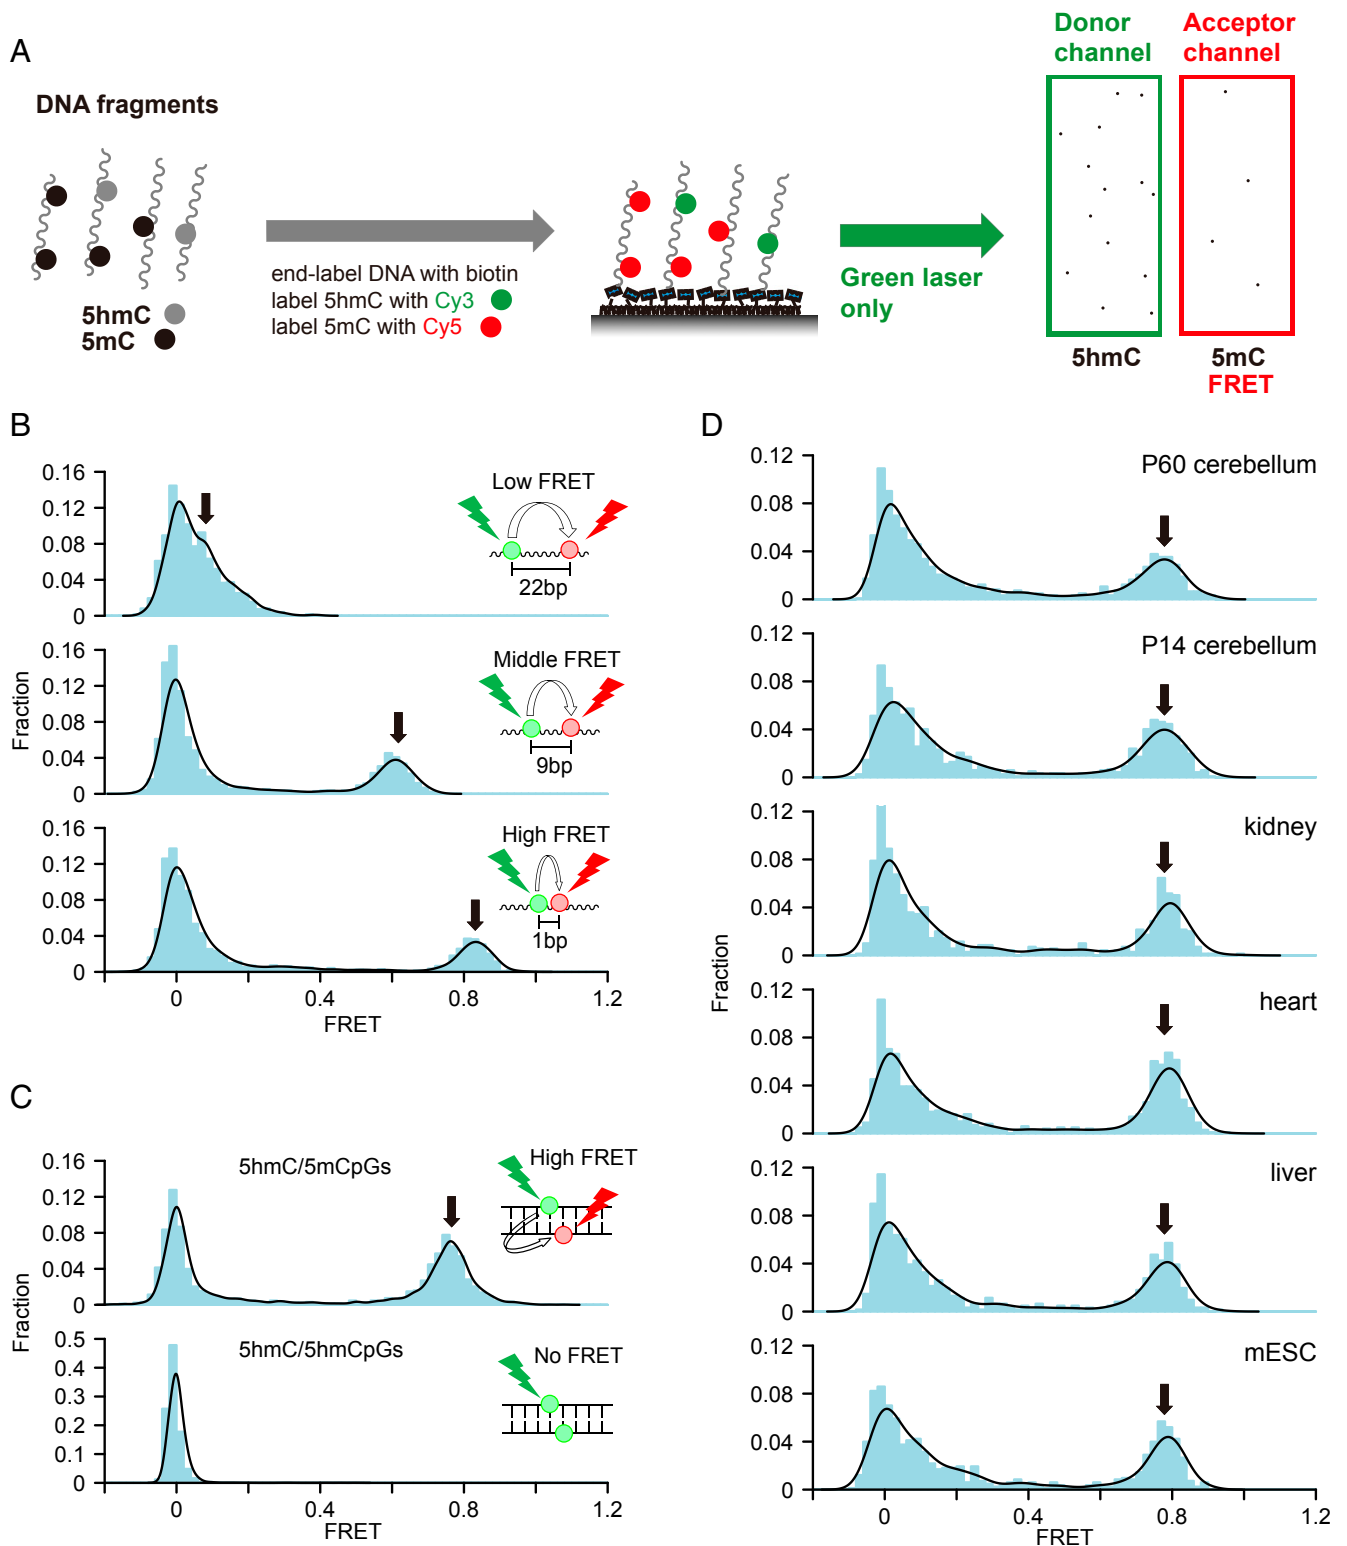 A
DNA fragments
5hmC
5mC
end-label DNA with biotin
label 5hmC with Cy3
label 5mC with Cy5
Green laser
only
Donor
channel
Acceptor
channel
5hmC
5mC
FRET
B
Fraction
0.16
0.12
0.08
0.04
0
Low FRET
22bp
0.16
0.12
0.08
0.04
0
Middle FRET
9bp
0.16
0.12
0.08
0.04
0
High FRET
1bp
0 0.4 0.8 1.2
FRET
C
Fraction
0.16
0.12
0.08
0.04
0
5hmC/5mCpGs
High FRET
0.5
0.4
0.3
0.2
0.1
0
5hmC/5hmCpGs
No FRET
0 0.4 0.8 1.2
FRET
D
Fraction
0.12
0.08
0.04
0
P60 cerebellum
0.12
0.08
0.04
0
P14 cerebellum
0.12
0.08
0.04
0
kidney
0.12
0.08
0.04
0
heart
0.12
0.08
0.04
0
liver
0.12
0.08
0.04
0
mESC
0 0.4 0.8 1.2
FRET